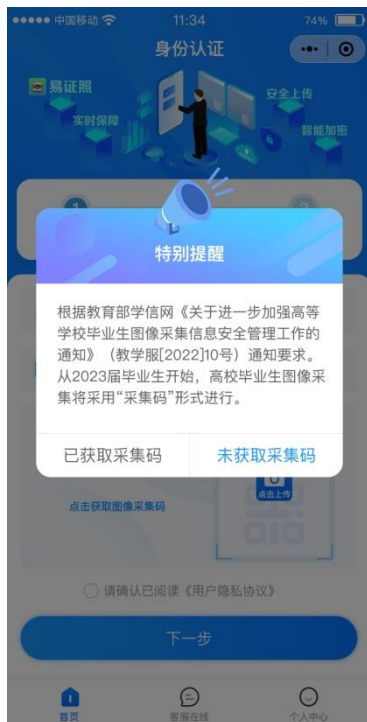 中国移动 11:34 74%
身份认证
易证照
安全上传
实时保障
智能加密
特别提醒
根据教育部学信网《关于进一步加强高等
学校毕业生图像采集信息安全管理工作的
通知》（教学服[2022]10号）通知要求。
从2023届毕业生开始，高校毕业生图像采
集将采用“采集码”形式进行。
已获取采集码 未获取采集码
点击上传
点击获取图像采集码
请确认已阅读《用户隐私协议》
下一步
首页 客服在线 个人中心